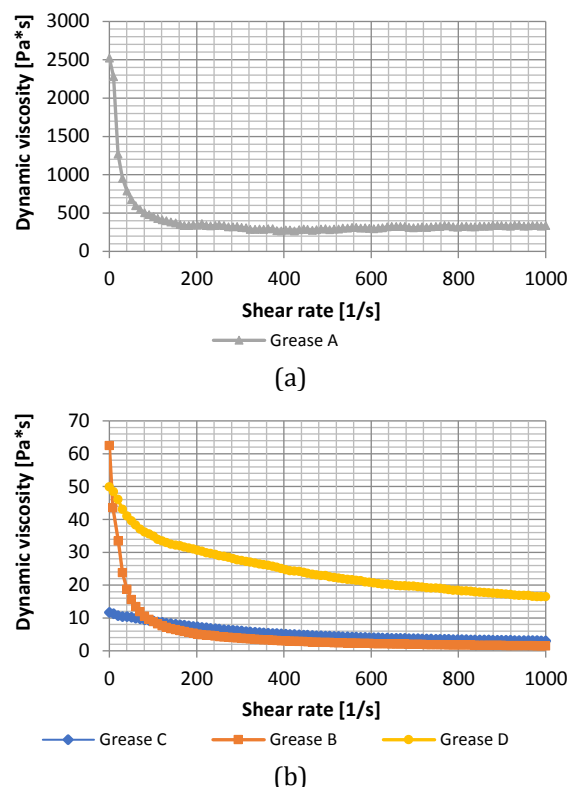 Dynamic viscosity [Pa*s]
3000
2500
2000
1500
1000
500
0
0 200 400 600 800 1000
Shear rate [1/s]
Grease A
(a)
Dynamic viscosity [Pa*s]
70
60
50
40
30
20
10
0
0 200 400 600 800 1000
Shear rate [1/s]
Grease C Grease B Grease D
(b)